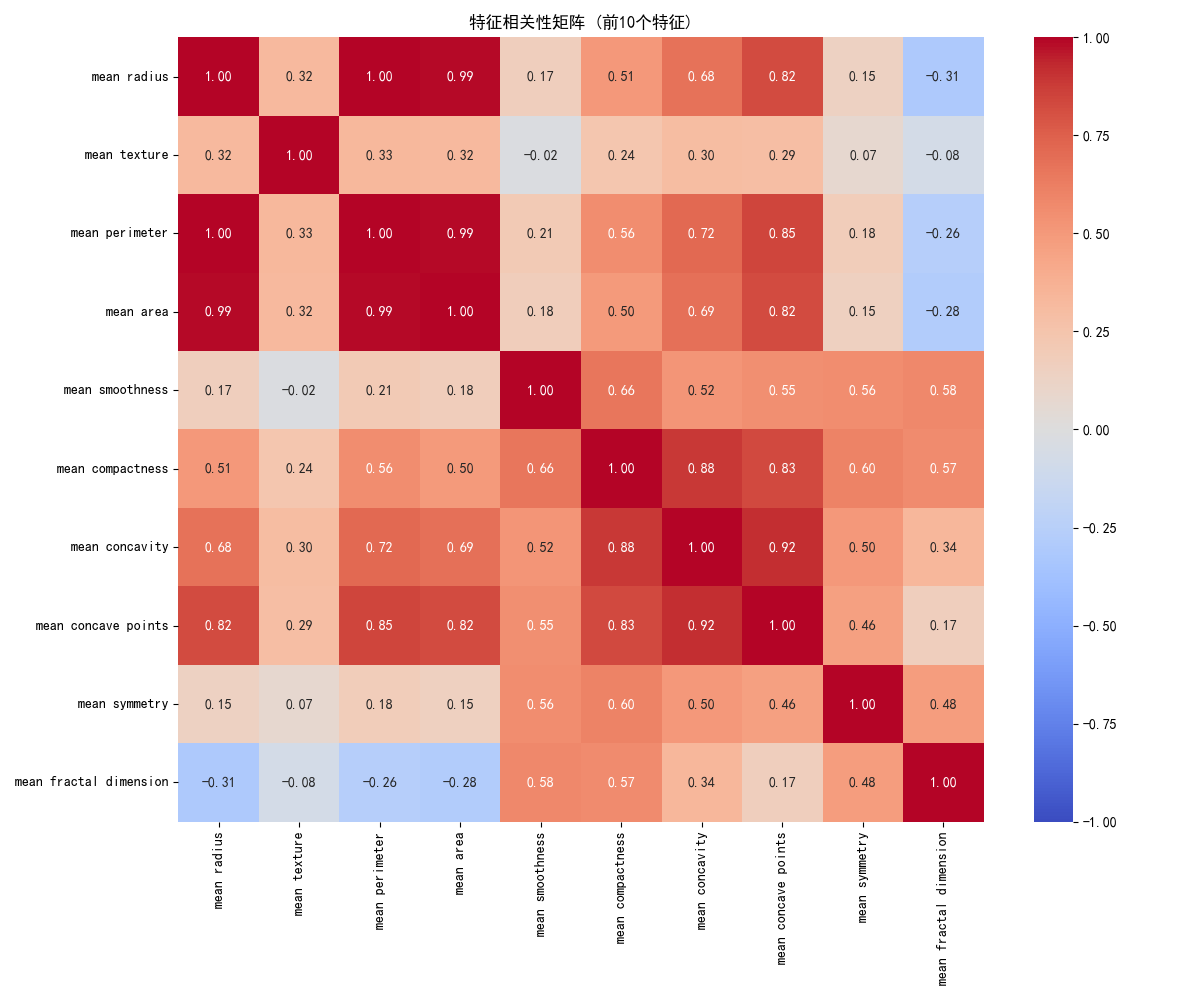 特征相关性矩阵 (前10个特征)
mean radius 1.00 0.32 1.00 0.99 0.17 0.51 0.68 0.82 0.15 −0.31
mean texture 0.32 1.00 0.33 0.32 −0.02 0.24 0.30 0.29 0.07 −0.08
mean perimeter 1.00 0.33 1.00 0.99 0.21 0.56 0.72 0.85 0.18 −0.26
mean area 0.99 0.32 0.99 1.00 0.18 0.50 0.69 0.82 0.15 −0.28
mean smoothness 0.17 −0.02 0.21 0.18 1.00 0.66 0.52 0.55 0.56 0.58
mean compactness 0.51 0.24 0.56 0.50 0.66 1.00 0.88 0.83 0.60 0.57
mean concavity 0.68 0.30 0.72 0.69 0.52 0.88 1.00 0.92 0.50 0.34
mean concave points 0.82 0.29 0.85 0.82 0.55 0.83 0.92 1.00 0.46 0.17
mean symmetry 0.15 0.07 0.18 0.15 0.56 0.60 0.50 0.46 1.00 0.48
mean fractal dimension −0.31 −0.08 −0.26 −0.28 0.58 0.57 0.34 0.17 0.48 1.00
mean radius
mean texture
mean perimeter
mean area
mean smoothness
mean compactness
mean concavity
mean concave points
mean symmetry
mean fractal dimension
1.00
0.75
0.50
0.25
0.00
−0.25
−0.50
−0.75
−1.00